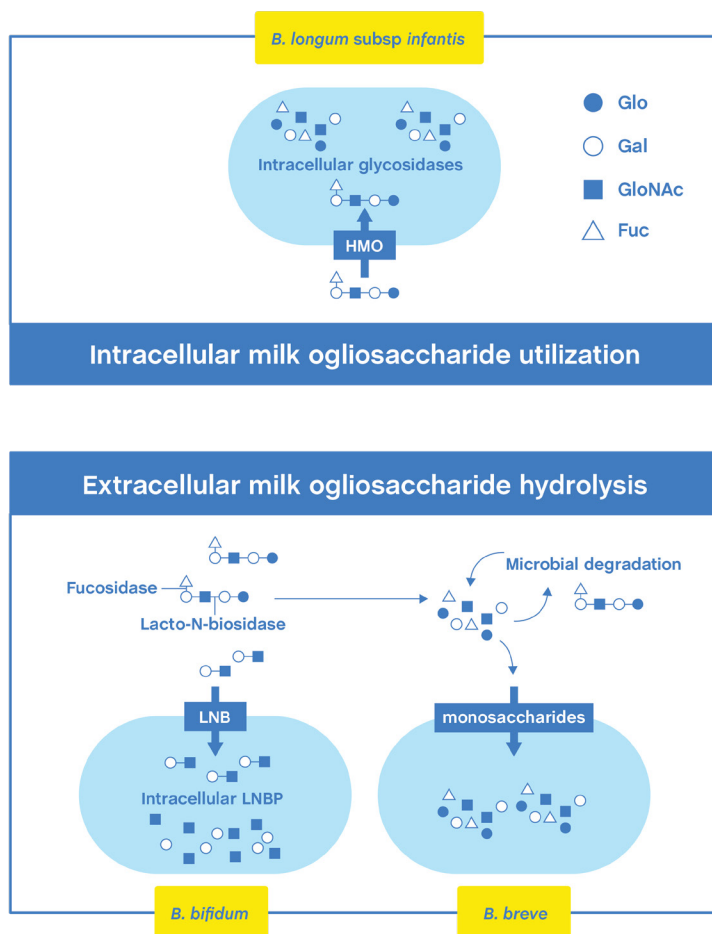 B. longum subsp infantis
Glo
Gal
GloNAc
Fuc
Intracellular glycosidases
HMO
Intracellular milk ogliosaccharide utilization
Extracellular milk ogliosaccharide hydrolysis
Microbial degradation
Fucosidase
Lacto-N-biosidase
LNB
monosaccharides
Intracellular LNBP
B. bifidum
B. breve